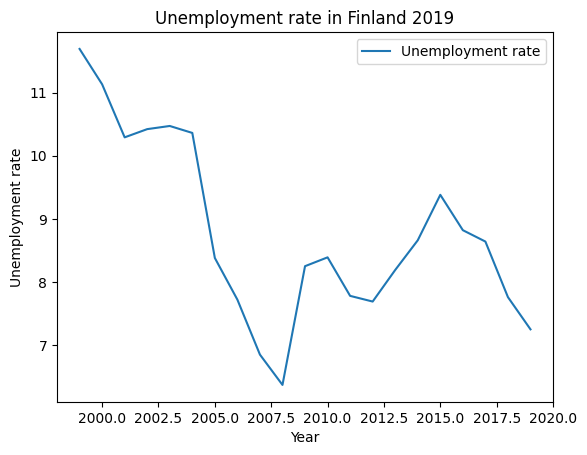 Unemployment rate in Finland 2019
Unemployment rate
11
10
9
8
7
Unemployment rate
2000.0 2002.5 2005.0 2007.5 2010.0 2012.5 2015.0 2017.5 2020.0
Year